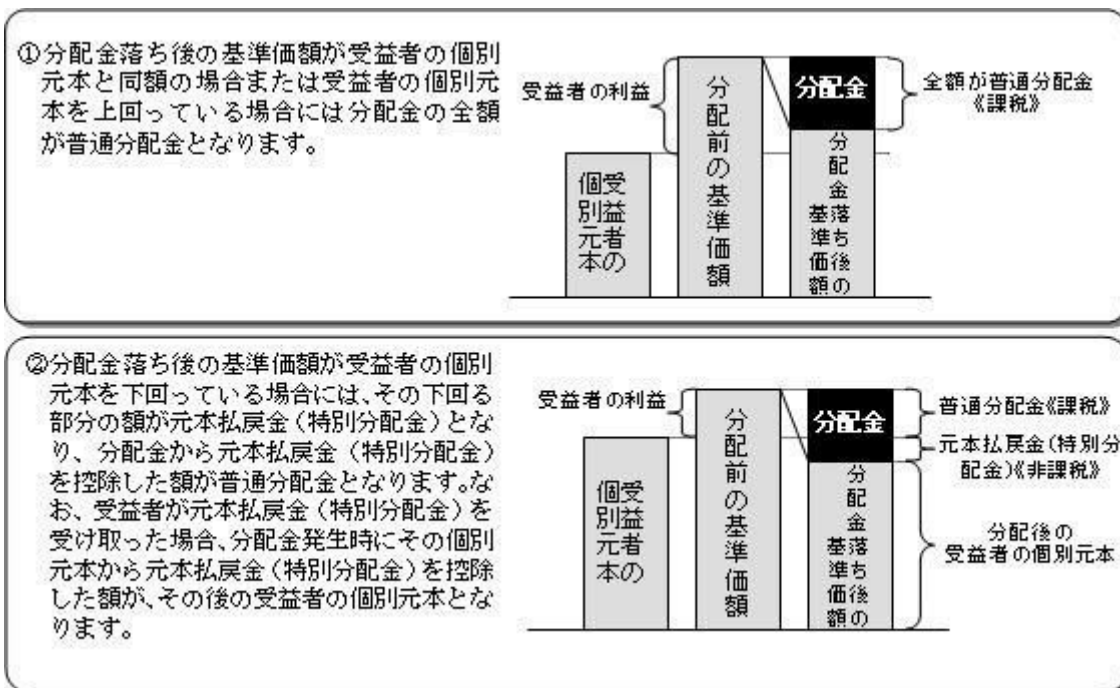 ①分配金落ち後の基準価額が受益者の個別
元本と同額の場合または受益者の個別元
本を上回っている場合には分配金の全額
が普通分配金となります。
受益者の利益
受益者の
個別元本
分配前の基準価額
分配金
分配金落ち後の
基準価額
全額が普通分配金
《課税》
②分配金落ち後の基準価額が受益者の個別
元本を下回っている場合には、その下回る
部分の額が元本払戻金(特別分配金)とな
り、分配金から元本払戻金(特別分配金)
を控除した額が普通分配金となります。な
お、受益者が元本払戻金(特別分配金)を
受け取った場合、分配金発生時にその個別
元本から元本払戻金(特別分配金)を控除
した額が、その後の受益者の個別元本とな
ります。
受益者の利益
受益者の
個別元本
分配前の基準価額
分配金
分配金落ち後の
基準価額
普通分配金《課税》
元本払戻金(特別分
配金)《非課税》
分配後の
受益者の個別元本